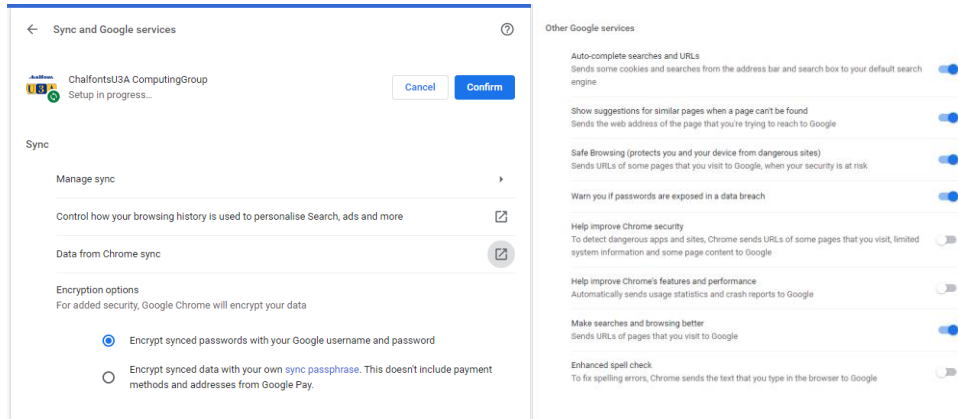 Sync and Google services
Chalfonts
U3A
ChalfontsU3A ComputingGroup
Setup in progress...
Cancel
Confirm
Sync
Manage sync
Control how your browsing history is used to personalise Search, ads and more
Data from Chrome sync
Encryption options
For added security, Google Chrome will encrypt your data
Encrypt synced passwords with your Google username and password
Encrypt synced data with your own sync passphrase. This doesn't include payment
methods and addresses from Google Pay.
Other Google services
Auto-complete searches and URLs
Sends some cookies and searches from the address bar and search box to your default search
engine
Show suggestions for similar pages when a page can't be found
Sends the web address of the page that you're trying to reach to Google
Safe Browsing (protects you and your device from dangerous sites)
Sends URLs of some pages that you visit to Google, when your security is at risk
Warn you if passwords are exposed in a data breach
Help improve Chrome security
To detect dangerous apps and sites, Chrome sends URLs of some pages that you visit, limited
system information and some page content to Google
Help improve Chrome's features and performance
Automatically sends usage statistics and crash reports to Google
Make searches and browsing better
Sends URLs of pages that you visit to Google
Enhanced spell check
To fix spelling errors, Chrome sends the text that you type in the browser to Google